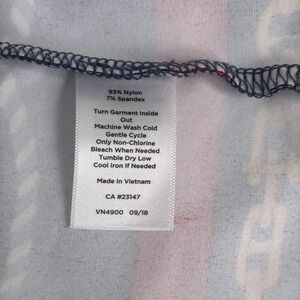 93% Nylon
7% Spandex
Turn Garment Inside
Out
Machine Wash Cold
Gentle Cycle
Only Non-Chlorine
Bleach When Needed
Tumble Dry Low
Cool Iron If Needed
Made In Vietnam
CA #23147
VN4900 09/18